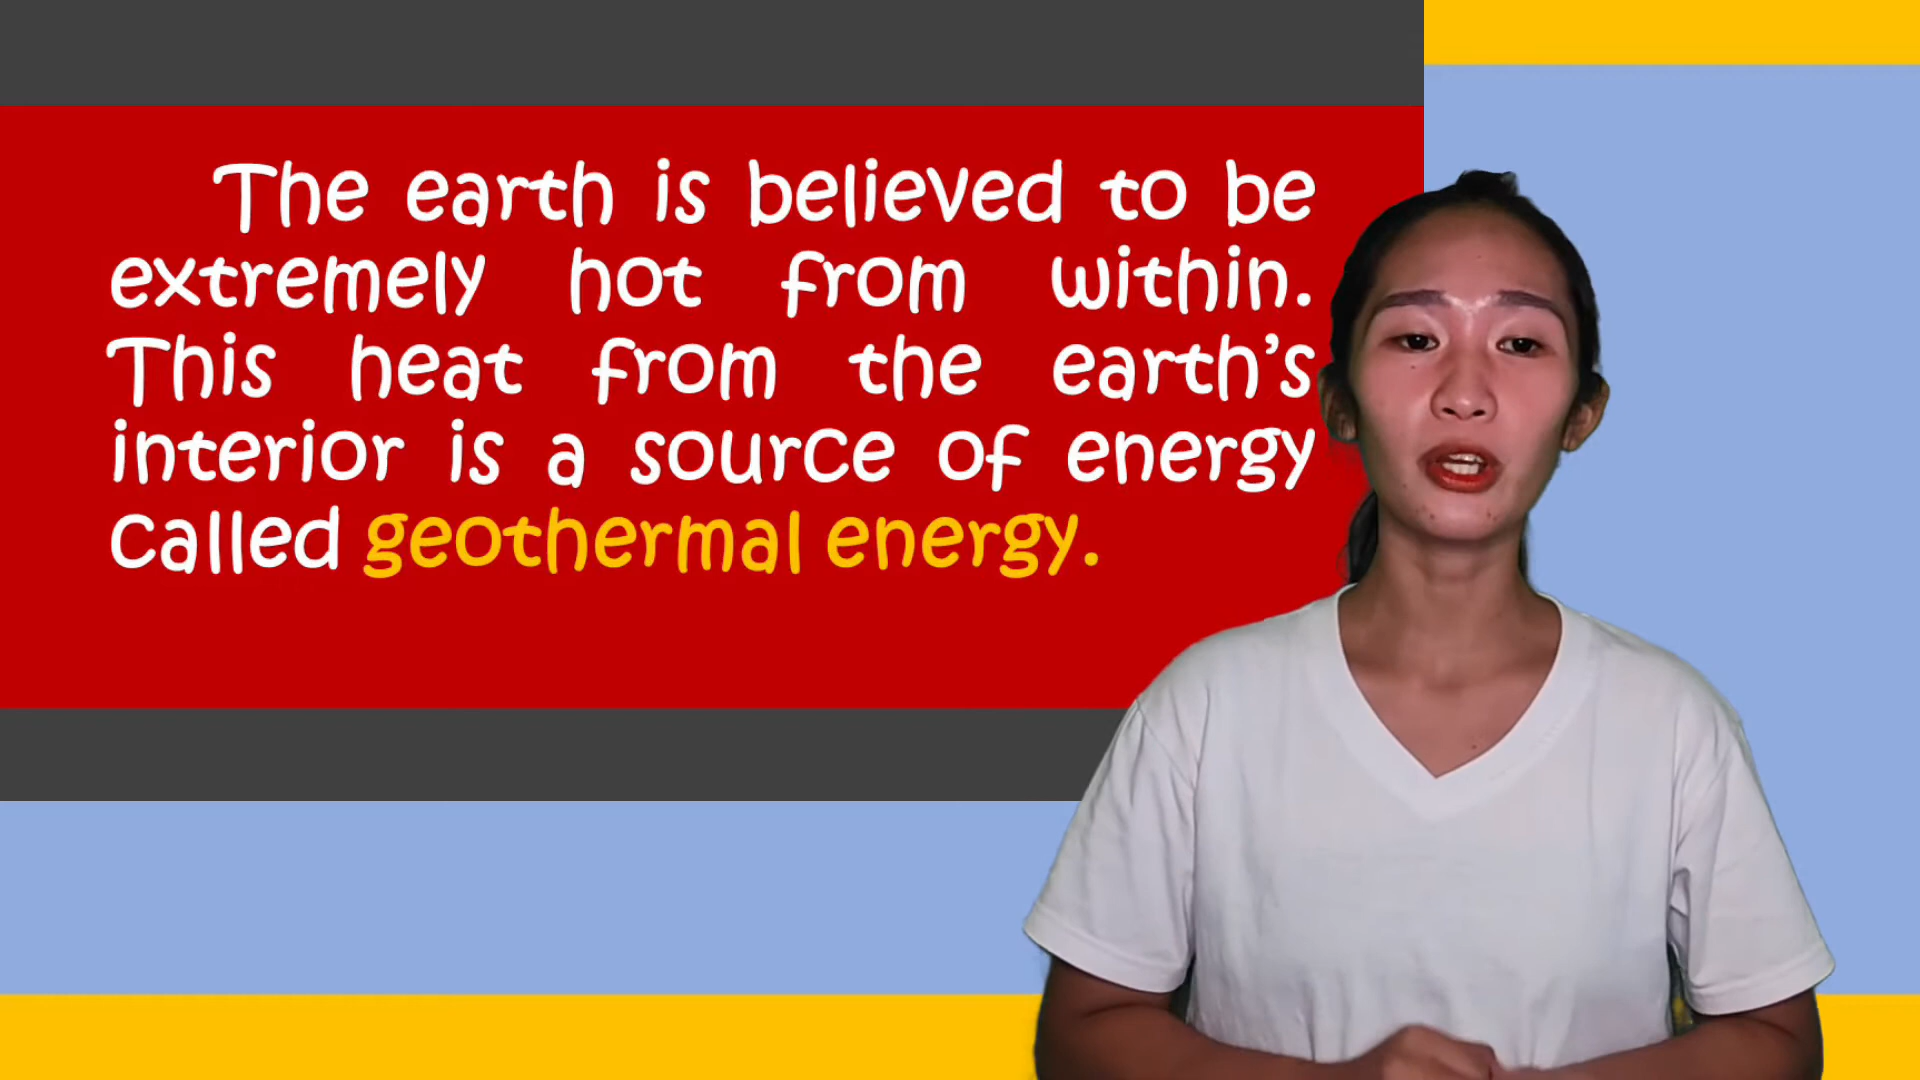 The earth is believed to be
extremely hot from within.
This heat from the earth’s
interior is a source of energy
called geothermal energy.